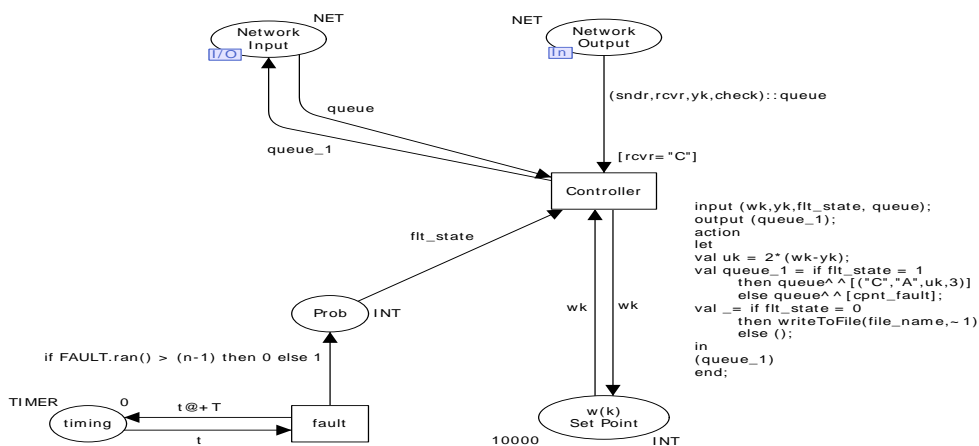 NET
Network
Input
I/O
NET
Network
Output
In
queue
queue_1
(sndr,rcvr,yk,check)::queue
[rcvr="C"]
Controller
input (wk,yk,flt_state, queue);
output (queue_1);
action
let
val uk = 2*(wk-yk);
val queue_1 = if flt_state = 1
then queue^^[("C","A",uk,3)]
else queue^^[cpnt_fault];
val _= if flt_state = 0
then writeToFile(file_name,~1)
else ();
in
(queue_1)
end;
flt_state
wk
wk
Prob
INT
if FAULT.ran() > (n-1) then 0 else 1
TIMER
0
t@+T
timing
t
fault
w(k)
Set Point
10000
INT